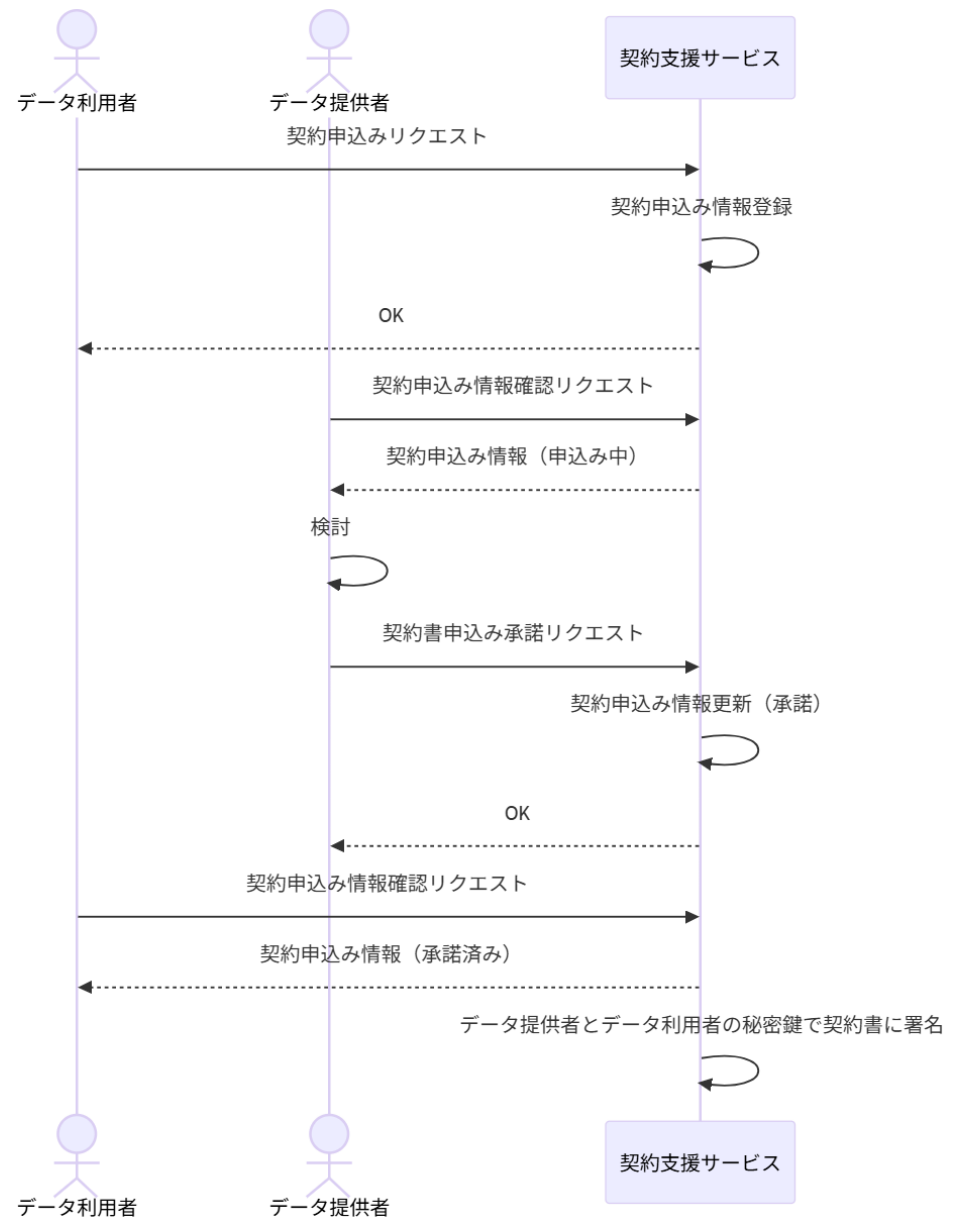 データ利用者
データ提供者
契約支援サービス
契約申込みリクエスト
契約申込み情報登録
OK
契約申込み情報確認リクエスト
契約申込み情報（申込み中）
検討
契約書申込み承諾リクエスト
契約申込み情報更新（承諾）
OK
契約申込み情報確認リクエスト
契約申込み情報（承諾済み）
データ提供者とデータ利用者の秘密鍵で契約書に署名
データ利用者
データ提供者
契約支援サービス